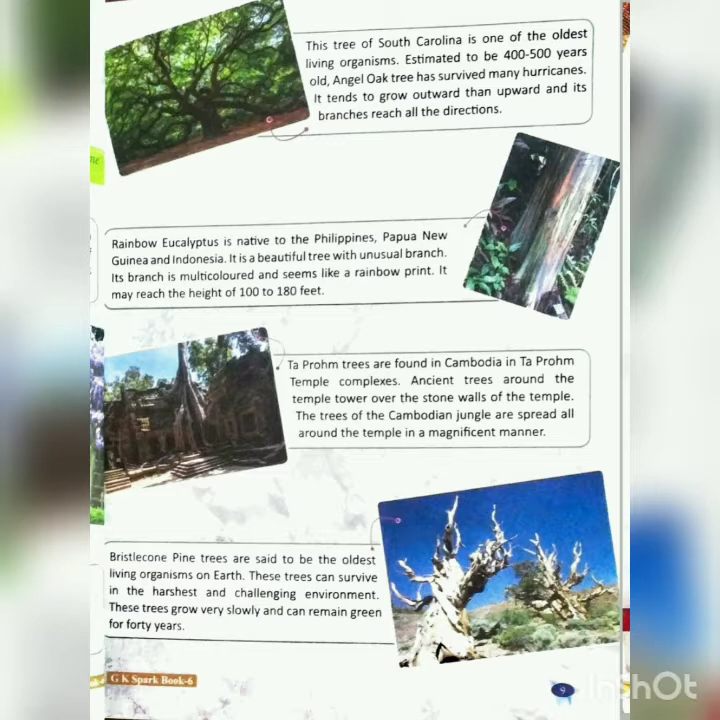 This tree of South Carolina is one of the oldest
living organisms. Estimated to be 400-500 years
old, Angel Oak tree has survived many hurricanes.
It tends to grow outward than upward and its
branches reach all the directions.
Rainbow Eucalyptus is native to the Philippines, Papua New
Guinea and Indonesia. It is a beautiful tree with unusual branch.
Its branch is multicoloured and seems like a rainbow print. It
may reach the height of 100 to 180 feet.
Ta Prohm trees are found in Cambodia in Ta Prohm
Temple complexes. Ancient trees around the
temple tower over the stone walls of the temple.
The trees of the Cambodian jungle are spread all
around the temple in a magnificent manner.
Bristlecone Pine trees are said to be the oldest
living organisms on Earth. These trees can survive
in the harshest and challenging environment.
These trees grow very slowly and can remain green
for forty years.
G K Spark Book-6
9
InShOt